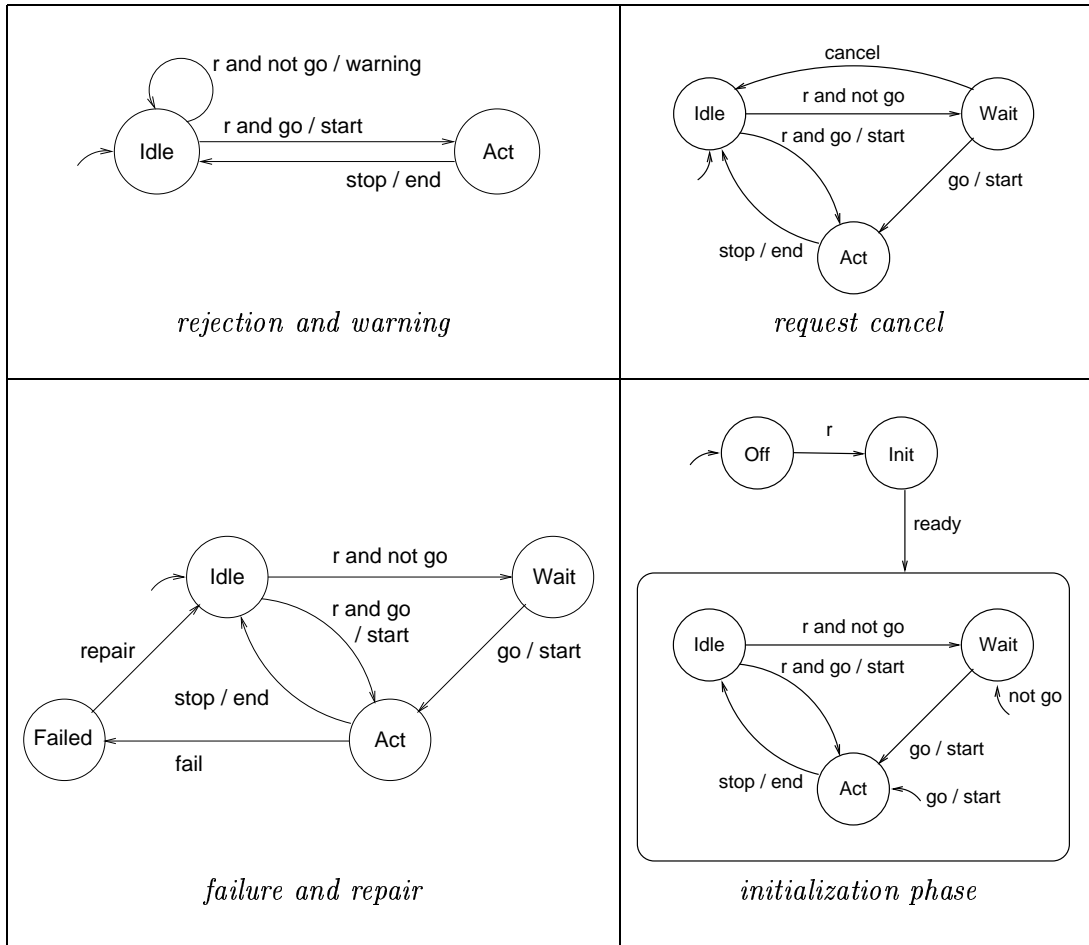 r and not go / warning
r and go / start
Idle
Act
stop / end
rejection and warning
cancel
Idle
r and not go
Wait
r and go / start
go / start
stop / end
Act
request cancel
Idle
r and not go
Wait
r and go
/ start
repair
go / start
stop / end
Failed
Act
fail
failure and repair
Off
r
Init
ready
Idle
r and not go
Wait
r and go / start
not go
go / start
stop / end
Act
go / start
initialization phase